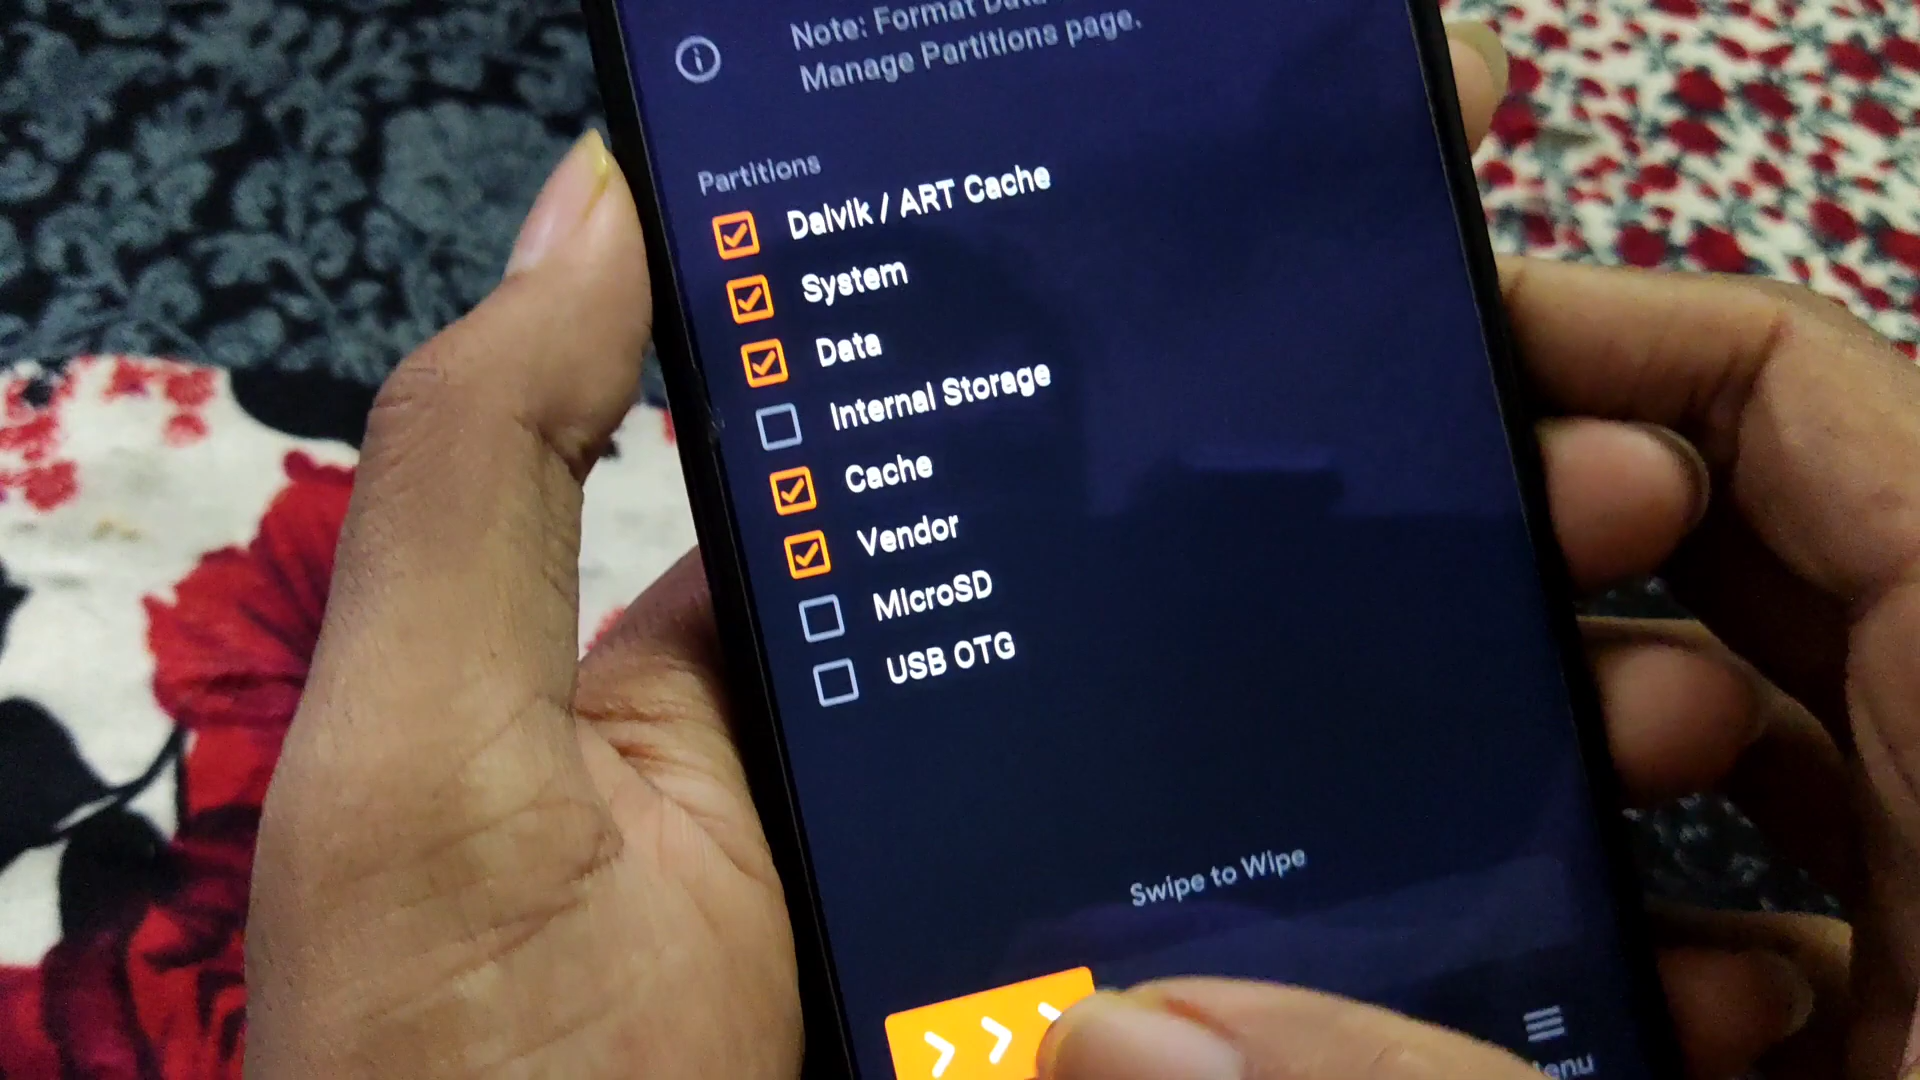 Note: Format Data
Manage Partitions page.
Partitions
Dalvik / ART Cache
System
Data
Internal Storage
Cache
Vendor
MicroSD
USB OTG
Swipe to Wipe